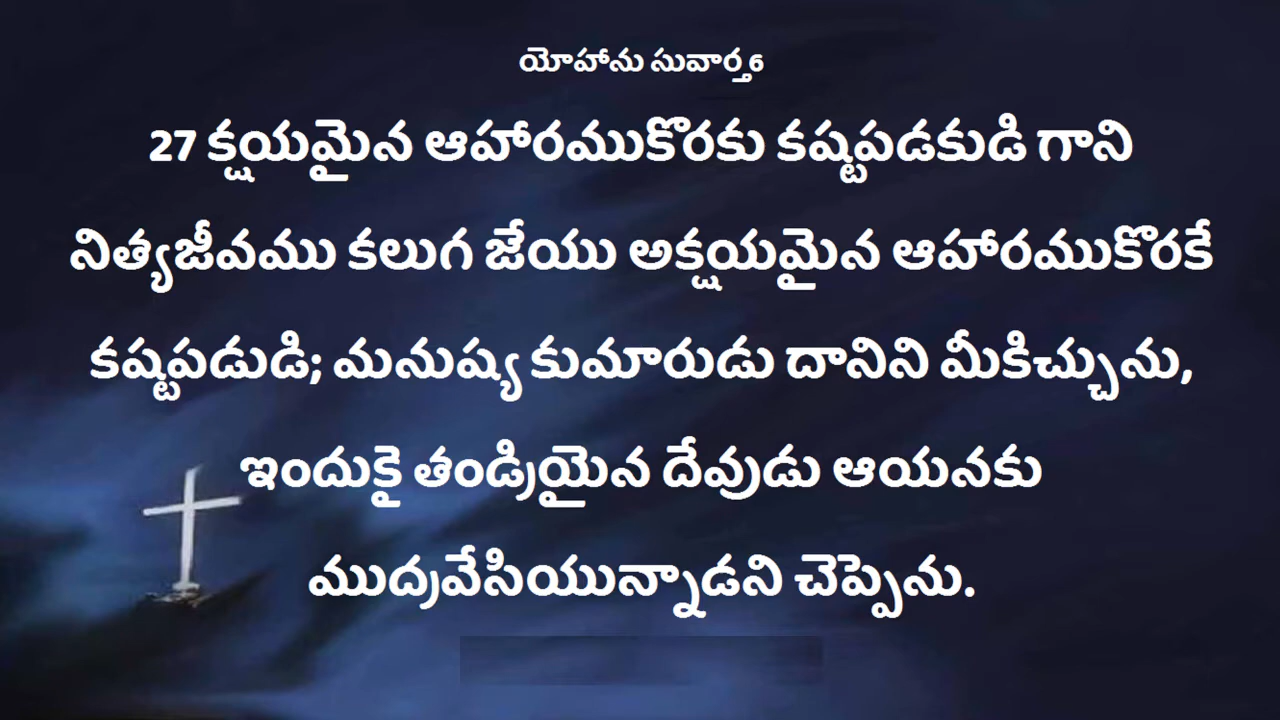 యోహాను సువార్త6
27 క్షయమైన ఆహారముకొరకు కష్టపడకుడి గాని
నిత్యజీవము కలుగ జేయు అక్షయమైన ఆహారముకొరకే
కష్టపడుడి; మనుష్య కుమారుడు దానిని మీకిచ్చును,
ఇందుకై తండ్రియైన దేవుడు ఆయనకు
ముద్రవేసియున్నాడని చెప్పెను.